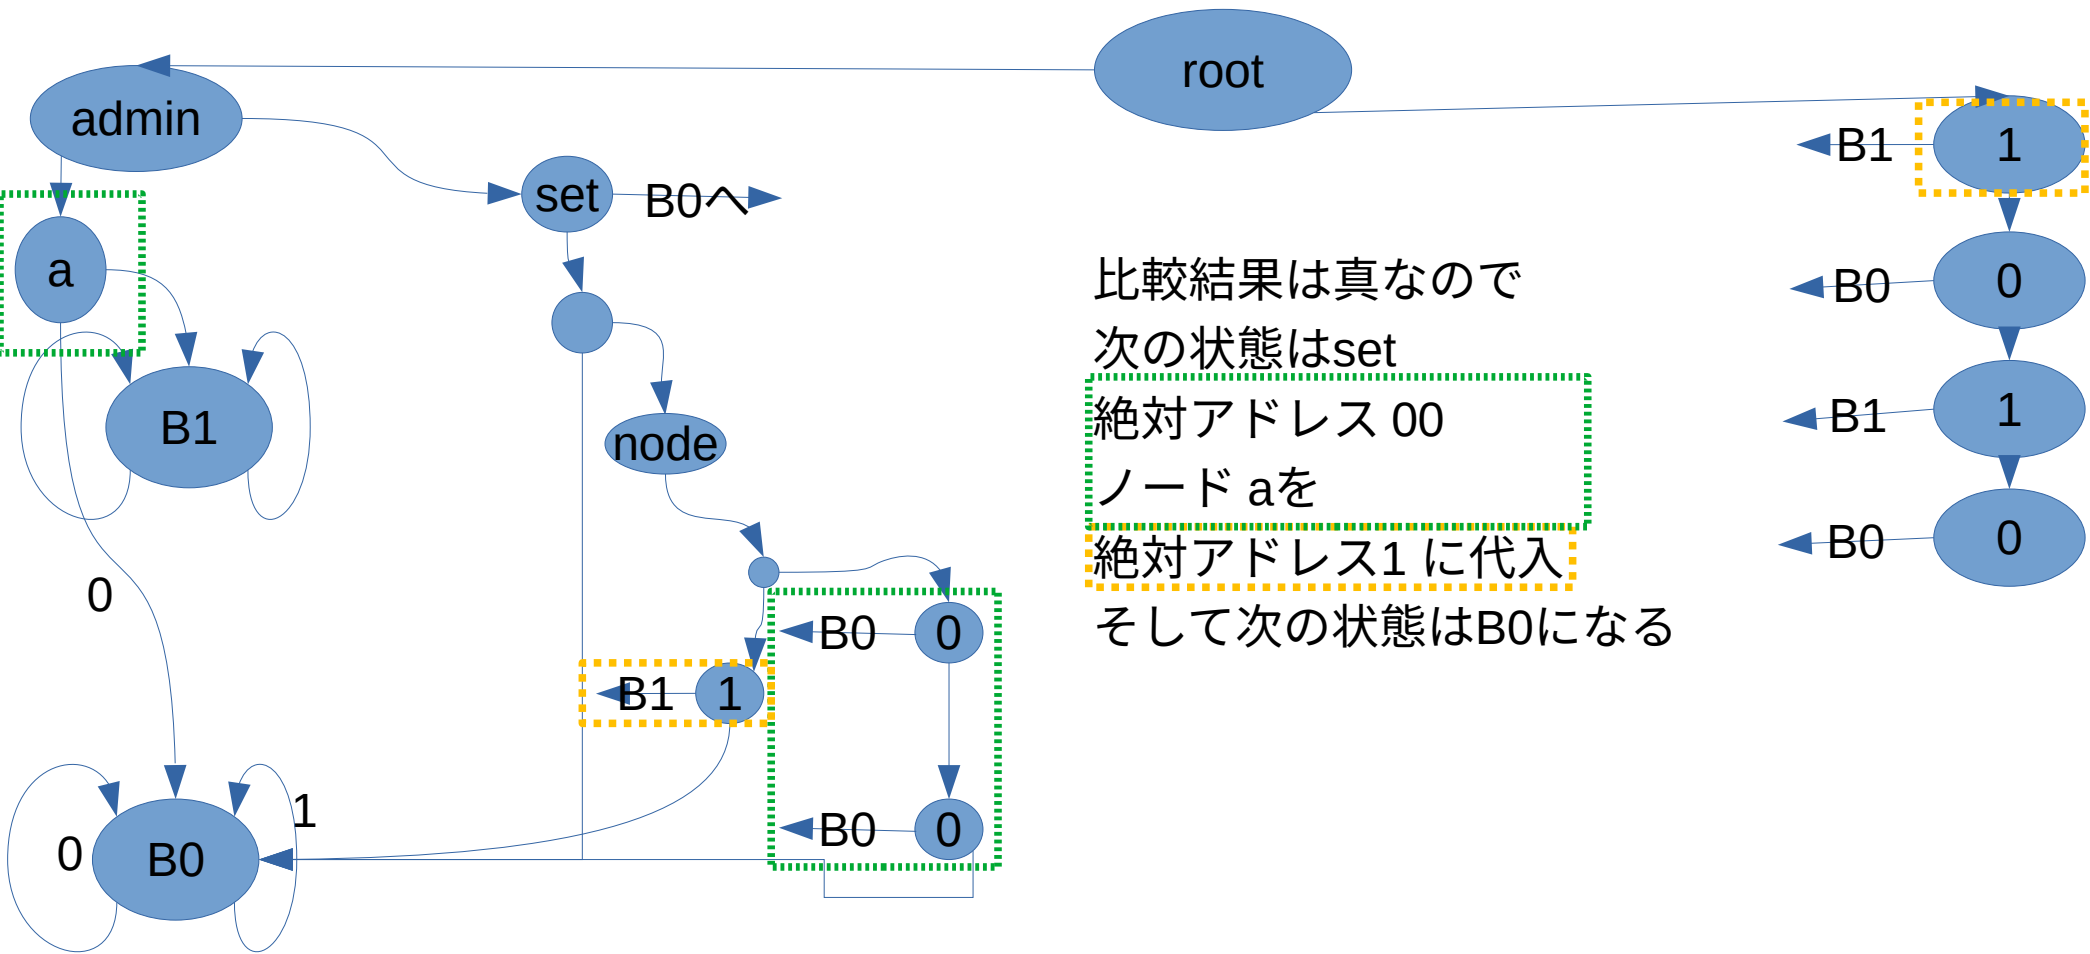 root
admin
1
B1
set
B0へ
a
0
B0
比較結果は真なので
次の状態はset
絶対アドレス 00
ノード aを
絶対アドレス1 に代入
そして次の状態はB0になる
1
B1
B1
node
0
B0
0
B0
0
1
B1
0
B0
1
0
B0